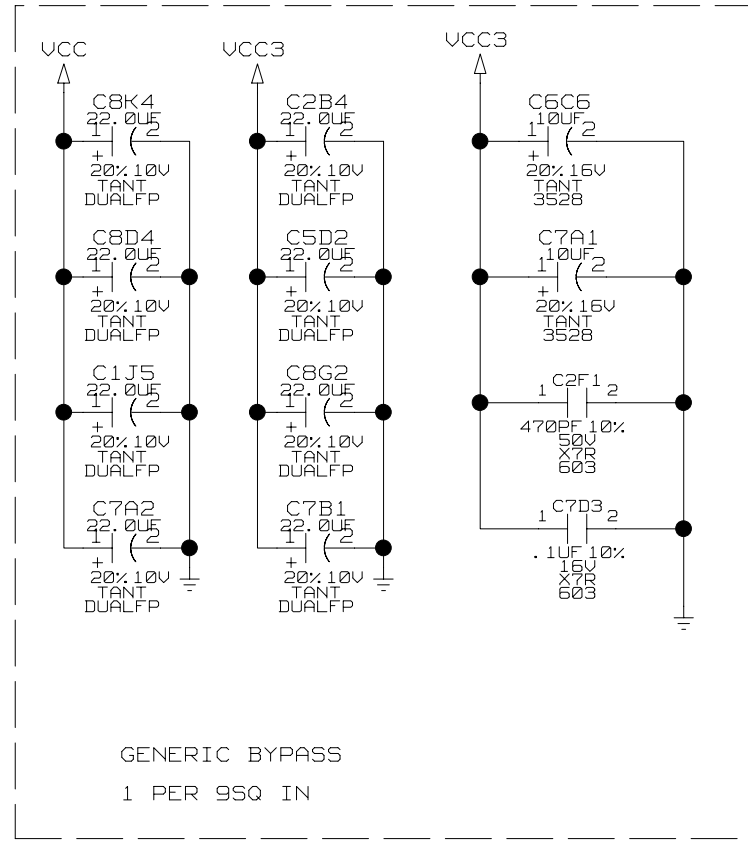 VCC
C8K4
22.0UF
1 2
+
20% 10V
TANT
DUALFP
C8D4
22.0UF
1 2
+
20% 10V
TANT
DUALFP
C1J5
22.0UF
1 2
+
20% 10V
TANT
DUALFP
C7A2
22.0UF
1 2
+
20% 10V
TANT
DUALFP
VCC3
C2B4
22.0UF
1 2
+
20% 10V
TANT
DUALFP
C5D2
22.0UF
1 2
+
20% 10V
TANT
DUALFP
C8G2
22.0UF
1 2
+
20% 10V
TANT
DUALFP
C7B1
22.0UF
1 2
+
20% 10V
TANT
DUALFP
VCC3
C6C6
10UF
1 2
+
20% 16V
TANT
3528
C7A1
10UF
1 2
+
20% 16V
TANT
3528
C2F1
1 2
470PF 10%
50V
X7R
603
C7D3
1 2
.1UF 10%
16V
X7R
603
GENERIC BYPASS
1 PER 9SQ IN